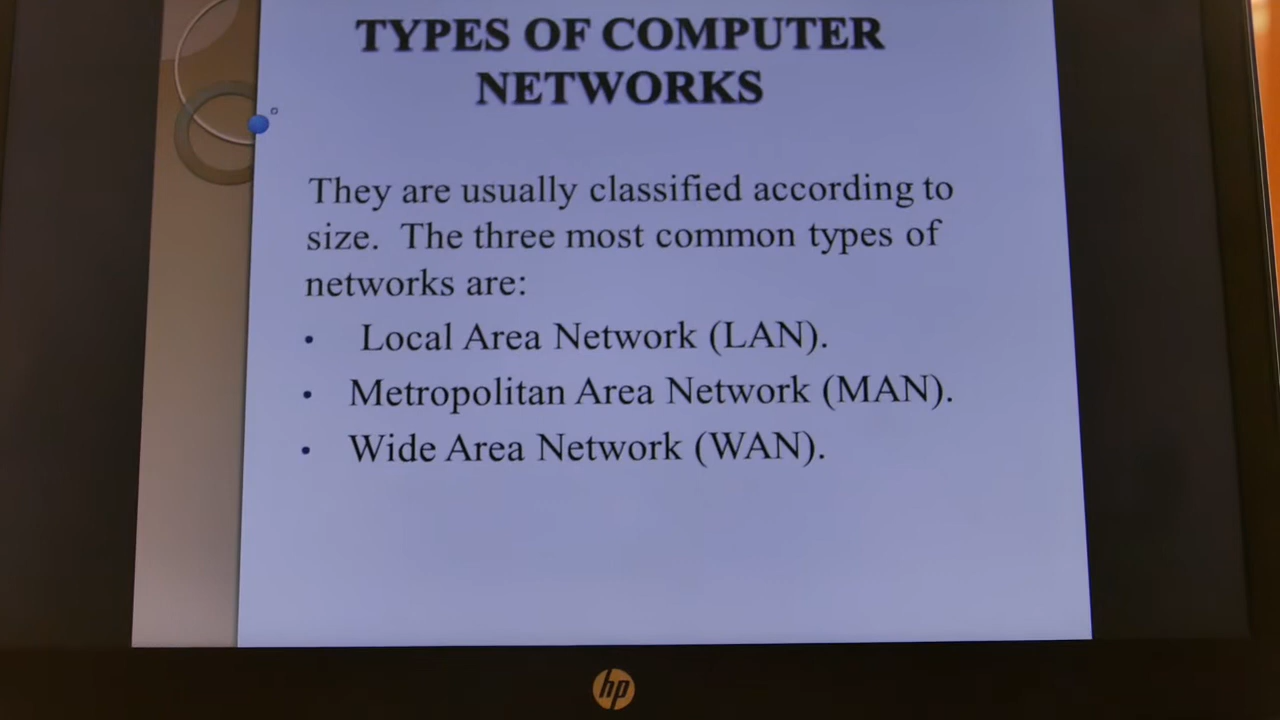 TYPES OF COMPUTER
NETWORKS
They are usually classified according to
size. The three most common types of
networks are:
• Local Area Network (LAN).
• Metropolitan Area Network (MAN).
• Wide Area Network (WAN).
hp